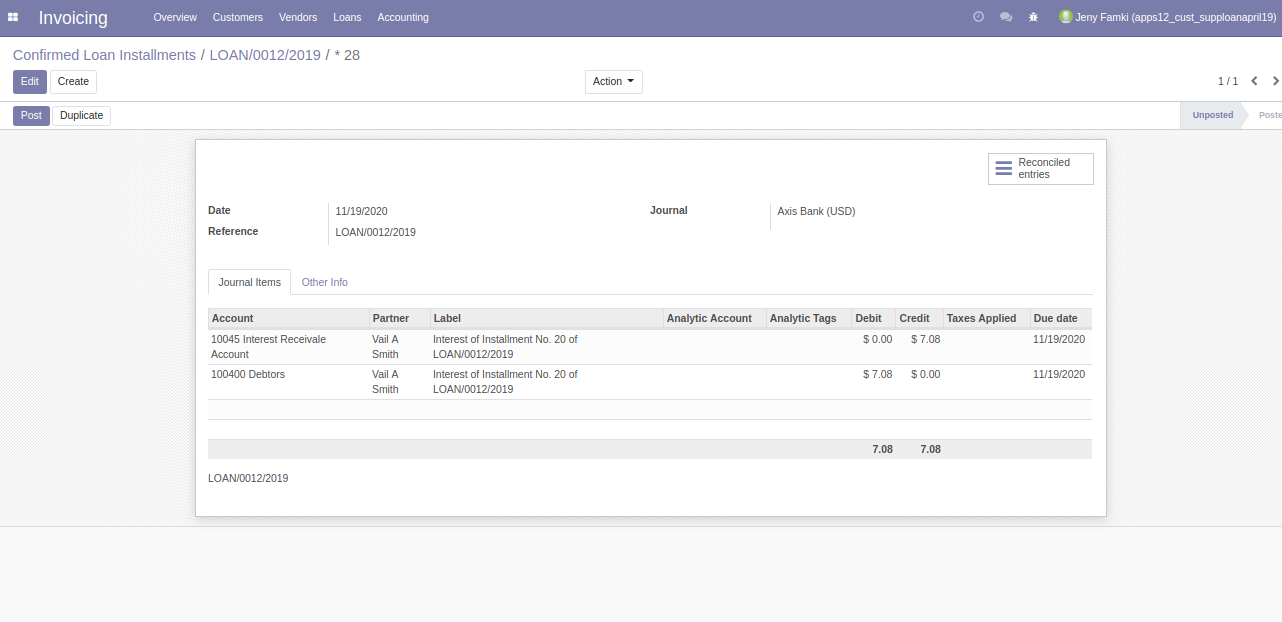 Invoicing Overview Customers Vendors Loans Accounting Jeny Famki (apps12_cust_supploanapril19)
Confirmed Loan Installments / LOAN/0012/2019 / * 28
Edit Create Action 1 / 1
Post Duplicate Unposted Poste
Reconciled
entries
Date 11/19/2020 Journal Axis Bank (USD)
Reference LOAN/0012/2019
Journal Items Other Info
Account Partner Label Analytic Account Analytic Tags Debit Credit Taxes Applied Due date
10045 Interest Receivale Vail A Interest of Installment No. 20 of $ 0.00 $ 7.08 11/19/2020
Account Smith LOAN/0012/2019
100400 Debtors Vail A Interest of Installment No. 20 of $ 7.08 $ 0.00 11/19/2020
Smith LOAN/0012/2019
7.08 7.08
LOAN/0012/2019